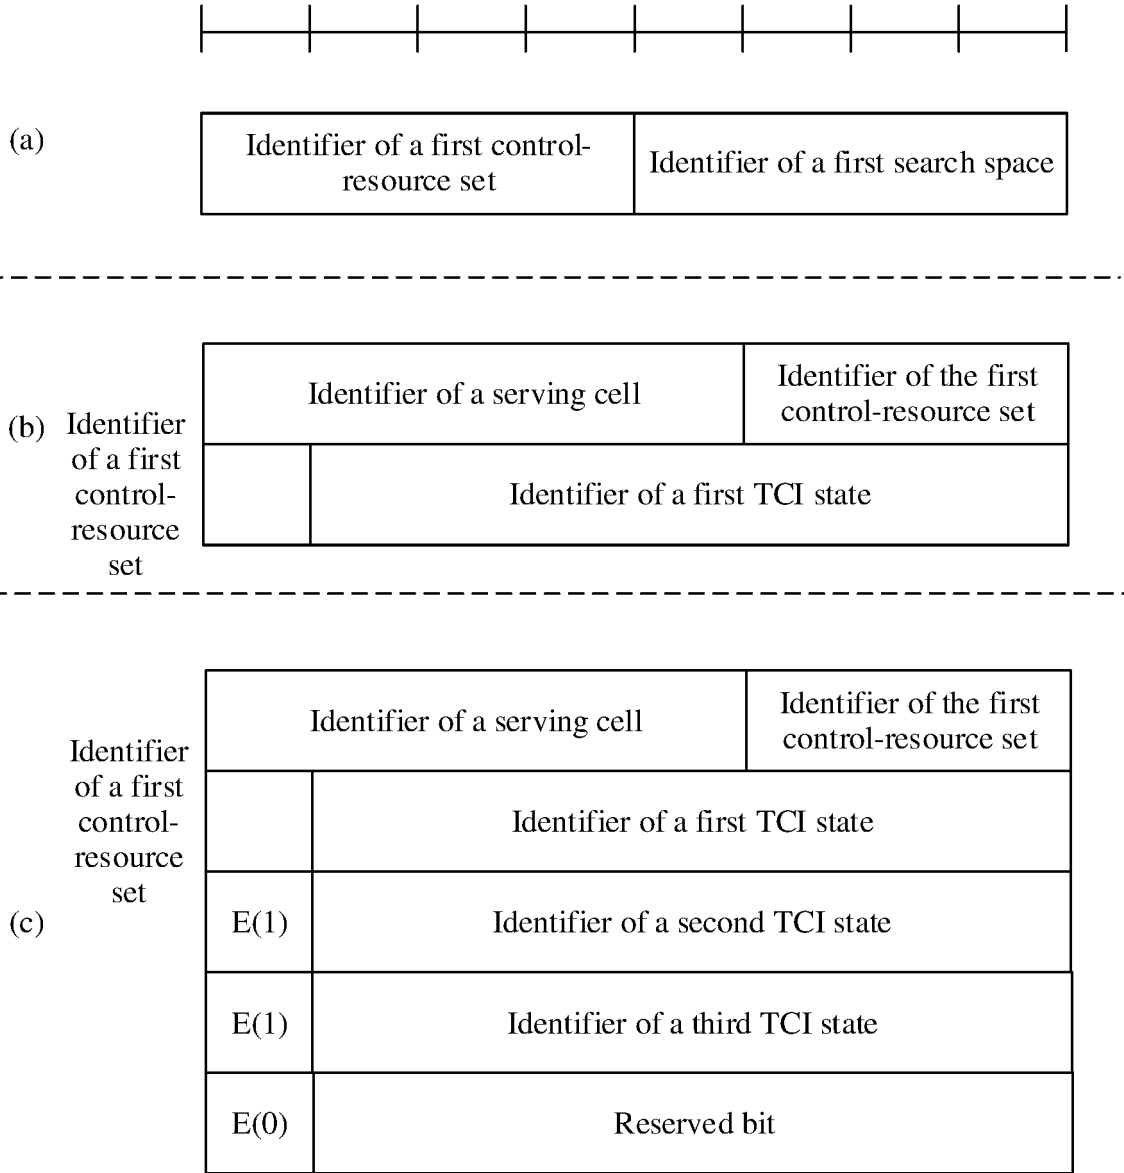 (a)
Identifier of a first control-
resource set
Identifier of a first search space
(b)
Identifier
of a first
control-
resource
set
Identifier of a serving cell
Identifier of the first
control-resource set
Identifier of a first TCI state
(c)
Identifier
of a first
control-
resource
set
Identifier of a serving cell
Identifier of the first
control-resource set
Identifier of a first TCI state
E(1)
Identifier of a second TCI state
E(1)
Identifier of a third TCI state
E(0)
Reserved bit